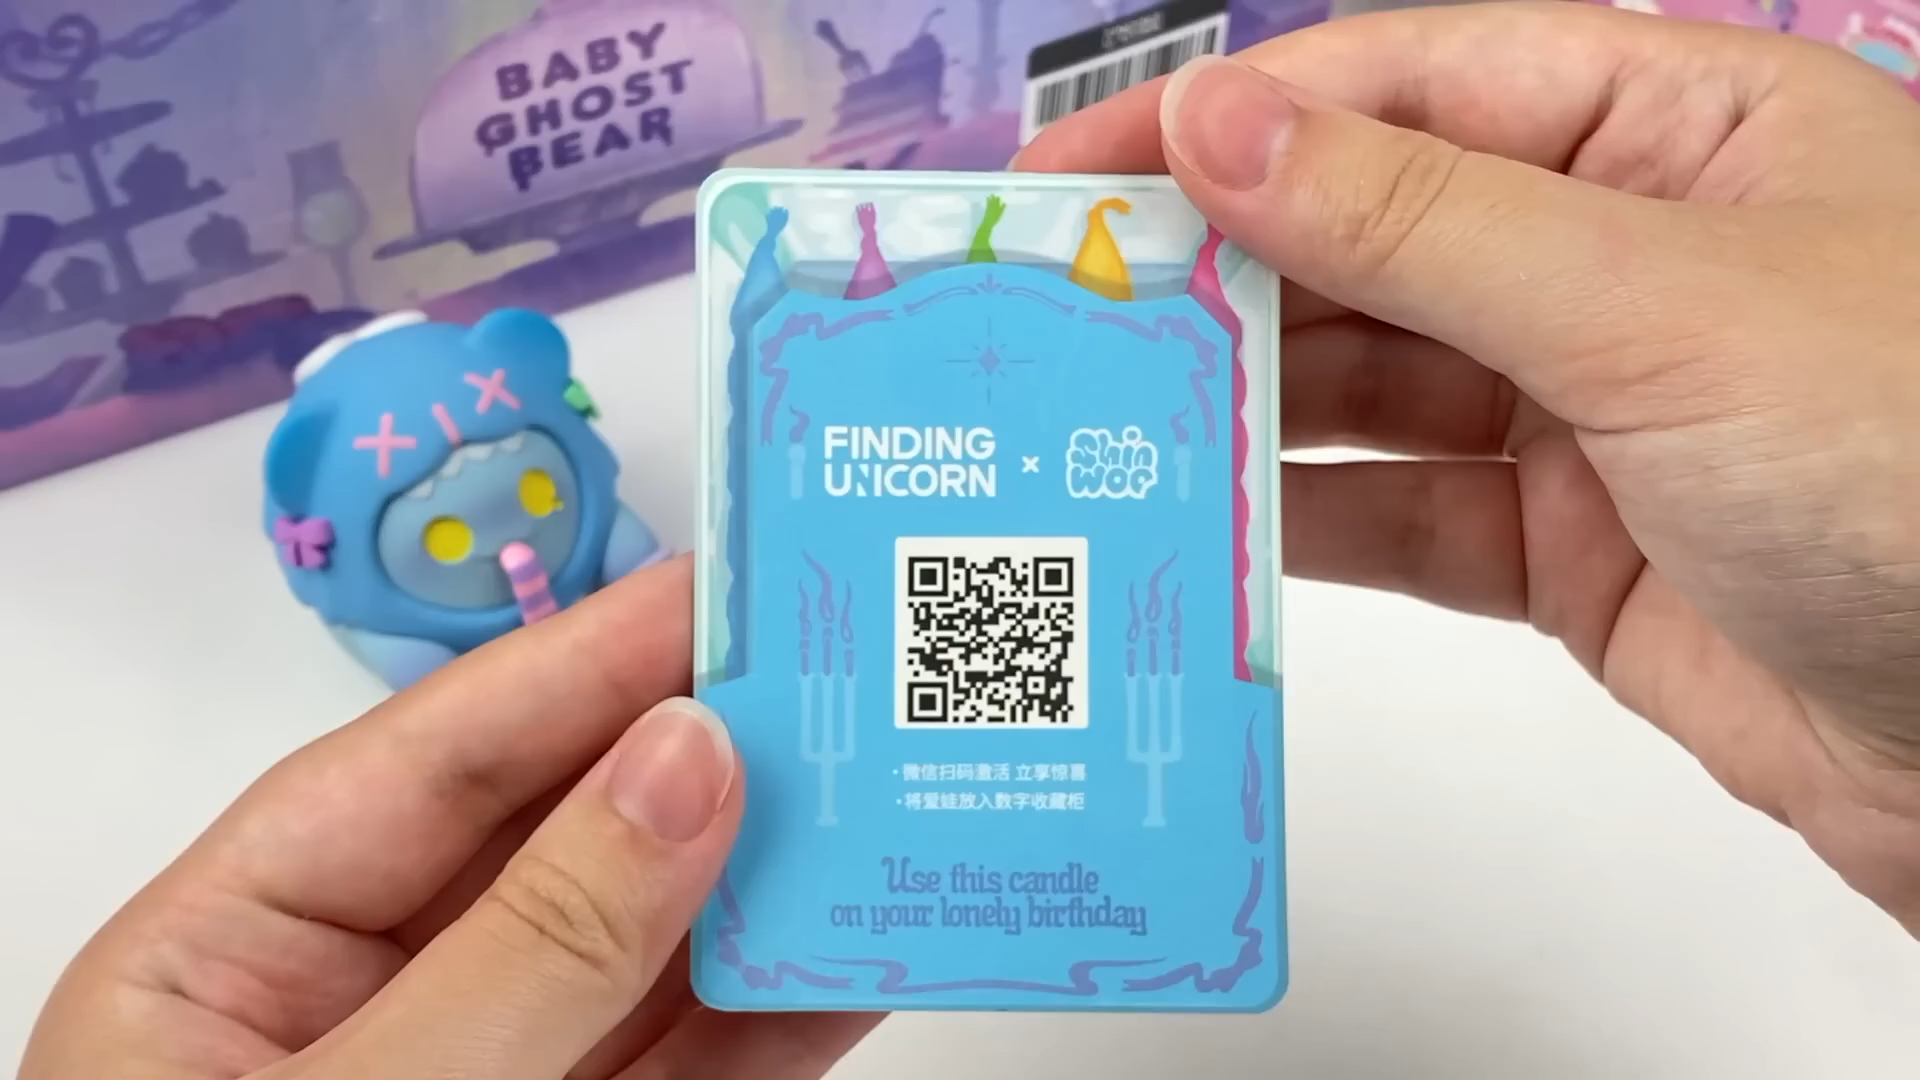 BABY
GHOST
BEAR
FINDING
UNICORN
x
Shin
Woo
· 微信扫码激活 立享惊喜
· 将爱娃放入数字收藏柜
Use this candle
on your lonely birthday